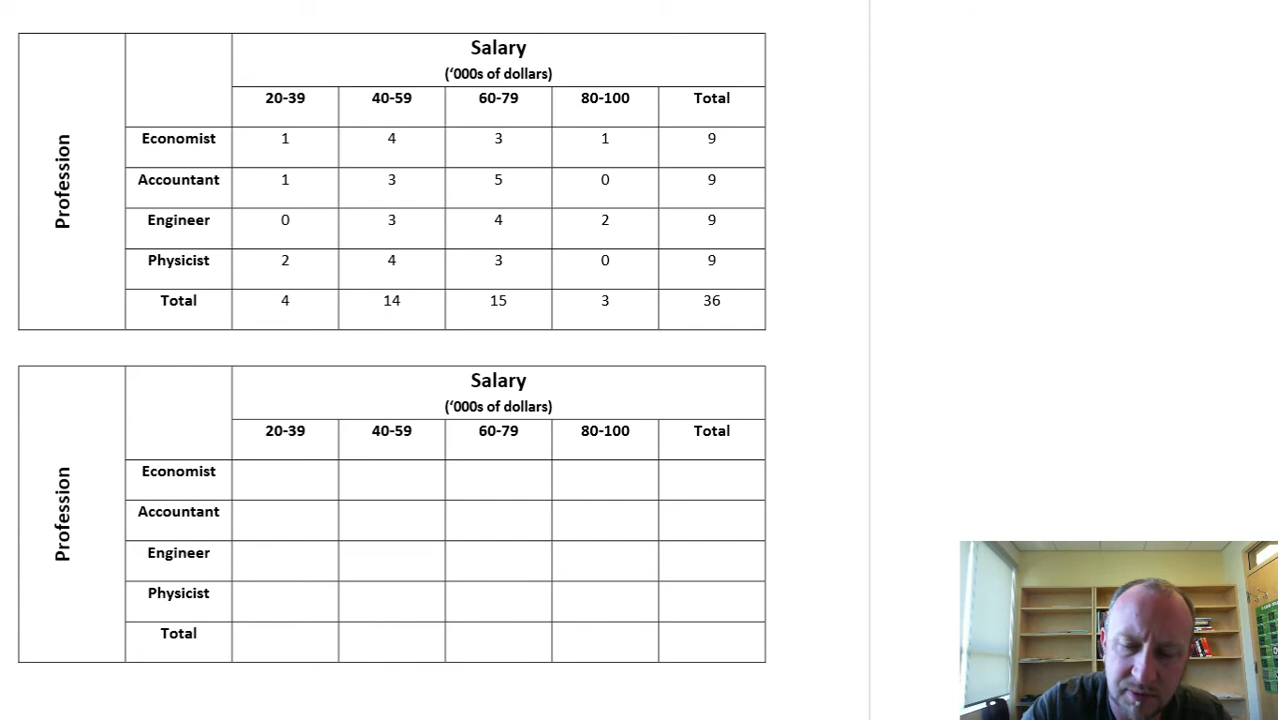 Salary
(‘000s of dollars)
20-39 40-59 60-79 80-100 Total
Profession
Economist 1 4 3 1 9
Accountant 1 3 5 0 9
Engineer 0 3 4 2 9
Physicist 2 4 3 0 9
Total 4 14 15 3 36
Salary
(‘000s of dollars)
20-39 40-59 60-79 80-100 Total
Profession
Economist
Accountant
Engineer
Physicist
Total